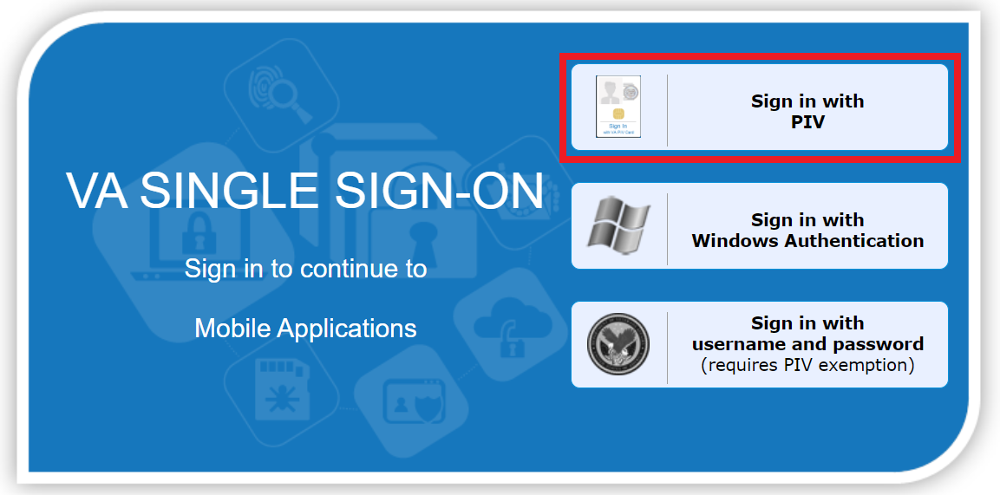 VA SINGLE SIGN-ON
Sign in to continue to
Mobile Applications
Sign In
with VA PIV Card
Sign in with
PIV
Sign in with
Windows Authentication
Sign in with
username and password
(requires PIV exemption)